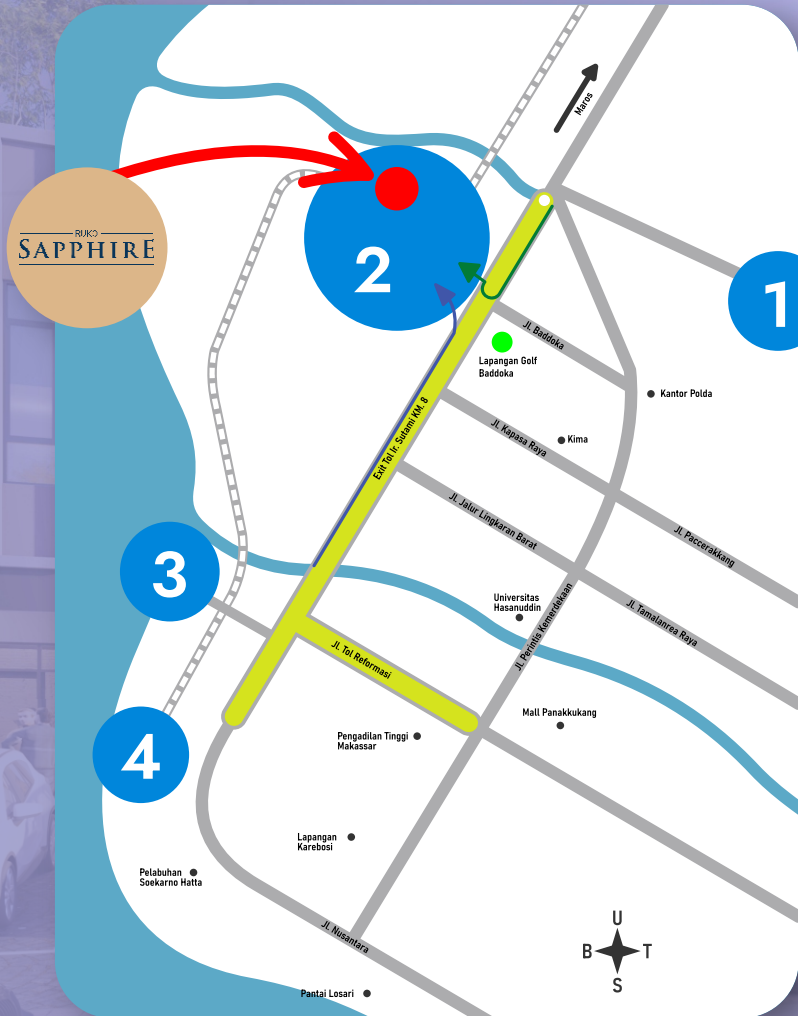 Maros
RUKO
SAPPHIRE
2
1
Jl. Baddoka
Lapangan Golf
Baddoka
Kantor Polda
Exit Tol Ir. Sutami KM. 8
Jl. Kapasa Raya
Kima
Jl. Jalur Lingkaran Barat
Jl. Paccerakkang
3
Universitas
Hasanuddin
Jl. Perintis Kemerdekaan
Jl. Tamalanrea Raya
Jl. Tol Reformasi
4
Mall Panakkukang
Pengadilan Tinggi
Makassar
Lapangan
Karebosi
Pelabuhan
Soekarno Hatta
Jl. Nusantara
Pantai Losari
U
B T
S